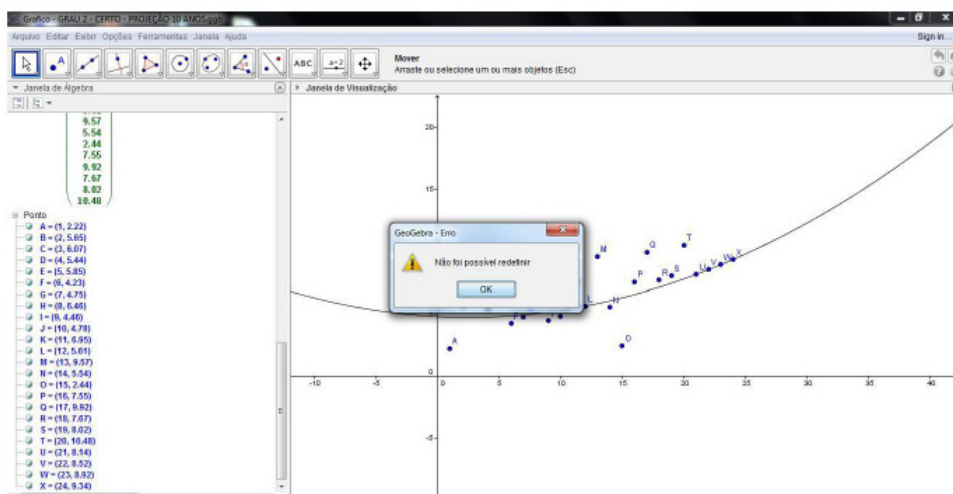 Grafico - GRAU 2 - CERTO - PROJEÇÃO 10 ANOS.ggb
Arquivo Editar Exibir Opções Ferramentas Janela Ajuda
Sign in...
ABC
a=2
Mover
Arraste ou selecione um ou mais objetos (Esc)
Janela de Álgebra
Janela de Visualização
9.57
5.54
2.44
7.55
9.92
7.67
8.02
10.48
Ponto
A = (1, 2.22)
B = (2, 5.65)
C = (3, 6.07)
D = (4, 5.44)
E = (5, 5.85)
F = (6, 4.23)
G = (7, 4.75)
H = (8, 6.46)
I = (9, 4.46)
J = (10, 4.78)
K = (11, 6.95)
L = (12, 5.61)
M = (13, 9.57)
N = (14, 5.54)
O = (15, 2.44)
P = (16, 7.55)
Q = (17, 9.92)
R = (18, 7.67)
S = (19, 8.02)
T = (20, 10.48)
U = (21, 8.14)
V = (22, 8.52)
W = (23, 8.92)
X = (24, 9.34)
20
15
GeoGebra - Erro
Não foi possível redefinir
OK
M
Q
T
P
R
S
U
V
W
X
L
N
A
O
-10
-5
0
0
5
10
15
20
25
30
35
40
-5